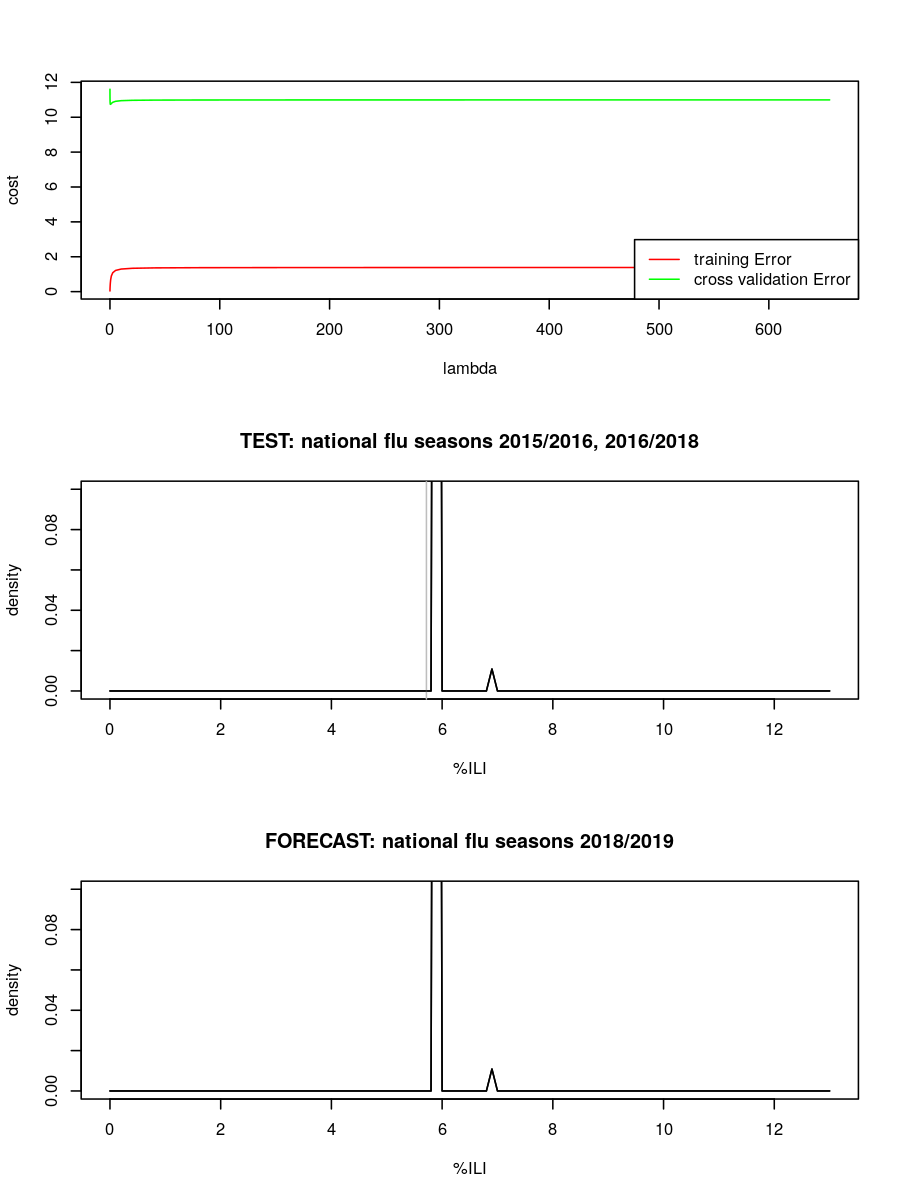 12
10
8
6
4
2
0
cost
training Error
cross validation Error
0 100 200 300 400 500 600
lambda
TEST: national flu seasons 2015/2016, 2016/2018
0.08
0.04
0.00
density
0 2 4 6 8 10 12
%ILI
FORECAST: national flu seasons 2018/2019
0.08
0.04
0.00
density
0 2 4 6 8 10 12
%ILI